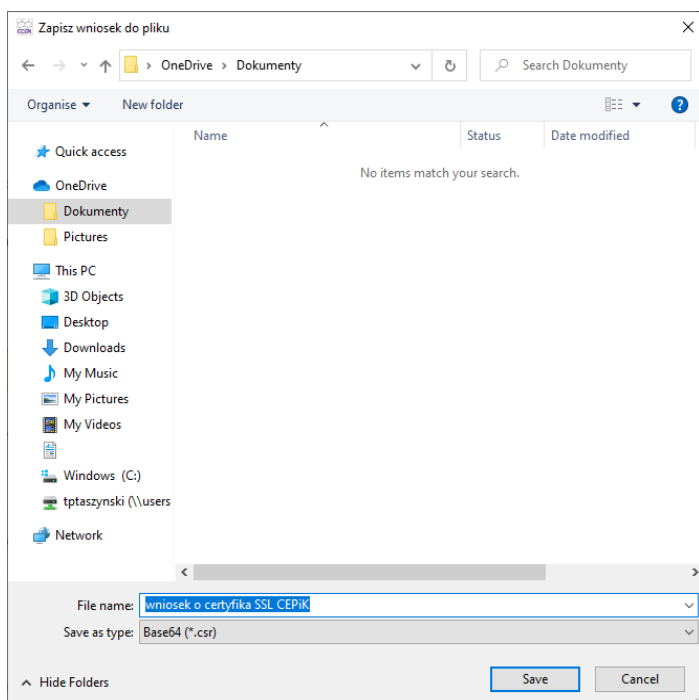 Zapisz wniosek do pliku
OneDrive › Dokumenty
Search Dokumenty
Organise
New folder
Name
Status
Date modified
No items match your search.
Quick access
OneDrive
Dokumenty
Pictures
This PC
3D Objects
Desktop
Downloads
My Music
My Pictures
My Videos
Windows (C:)
tptaszynski (\\users
Network
File name: wniosek o certyfika SSL CEPiK
Save as type: Base64 (*.csr)
Hide Folders
Save
Cancel